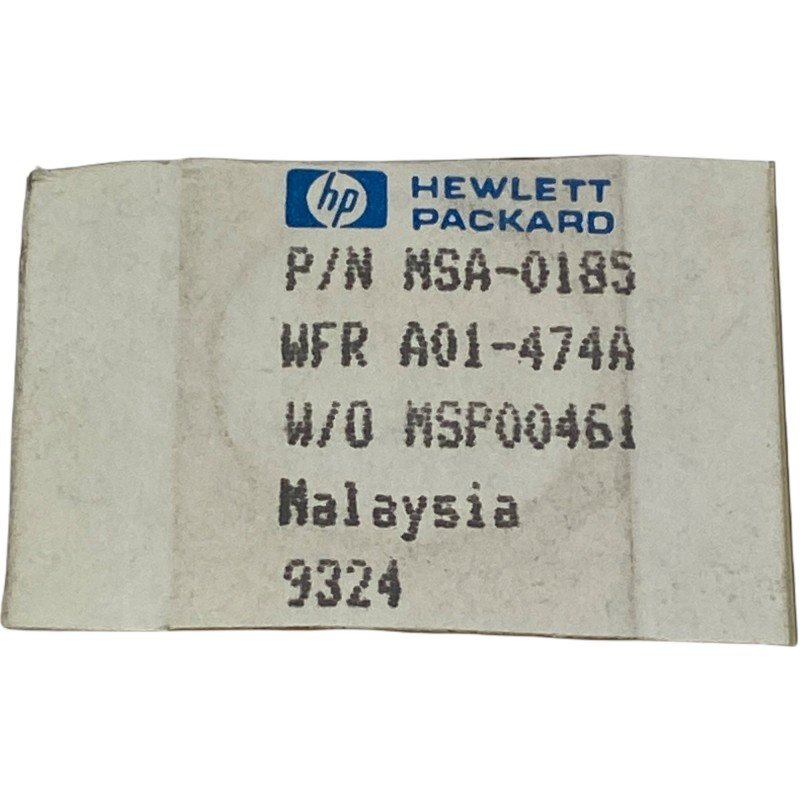 hp HEWLETT
PACKARD
P/N MSA-0185
WFR A01-474A
W/O MSP00461
Malaysia
9324